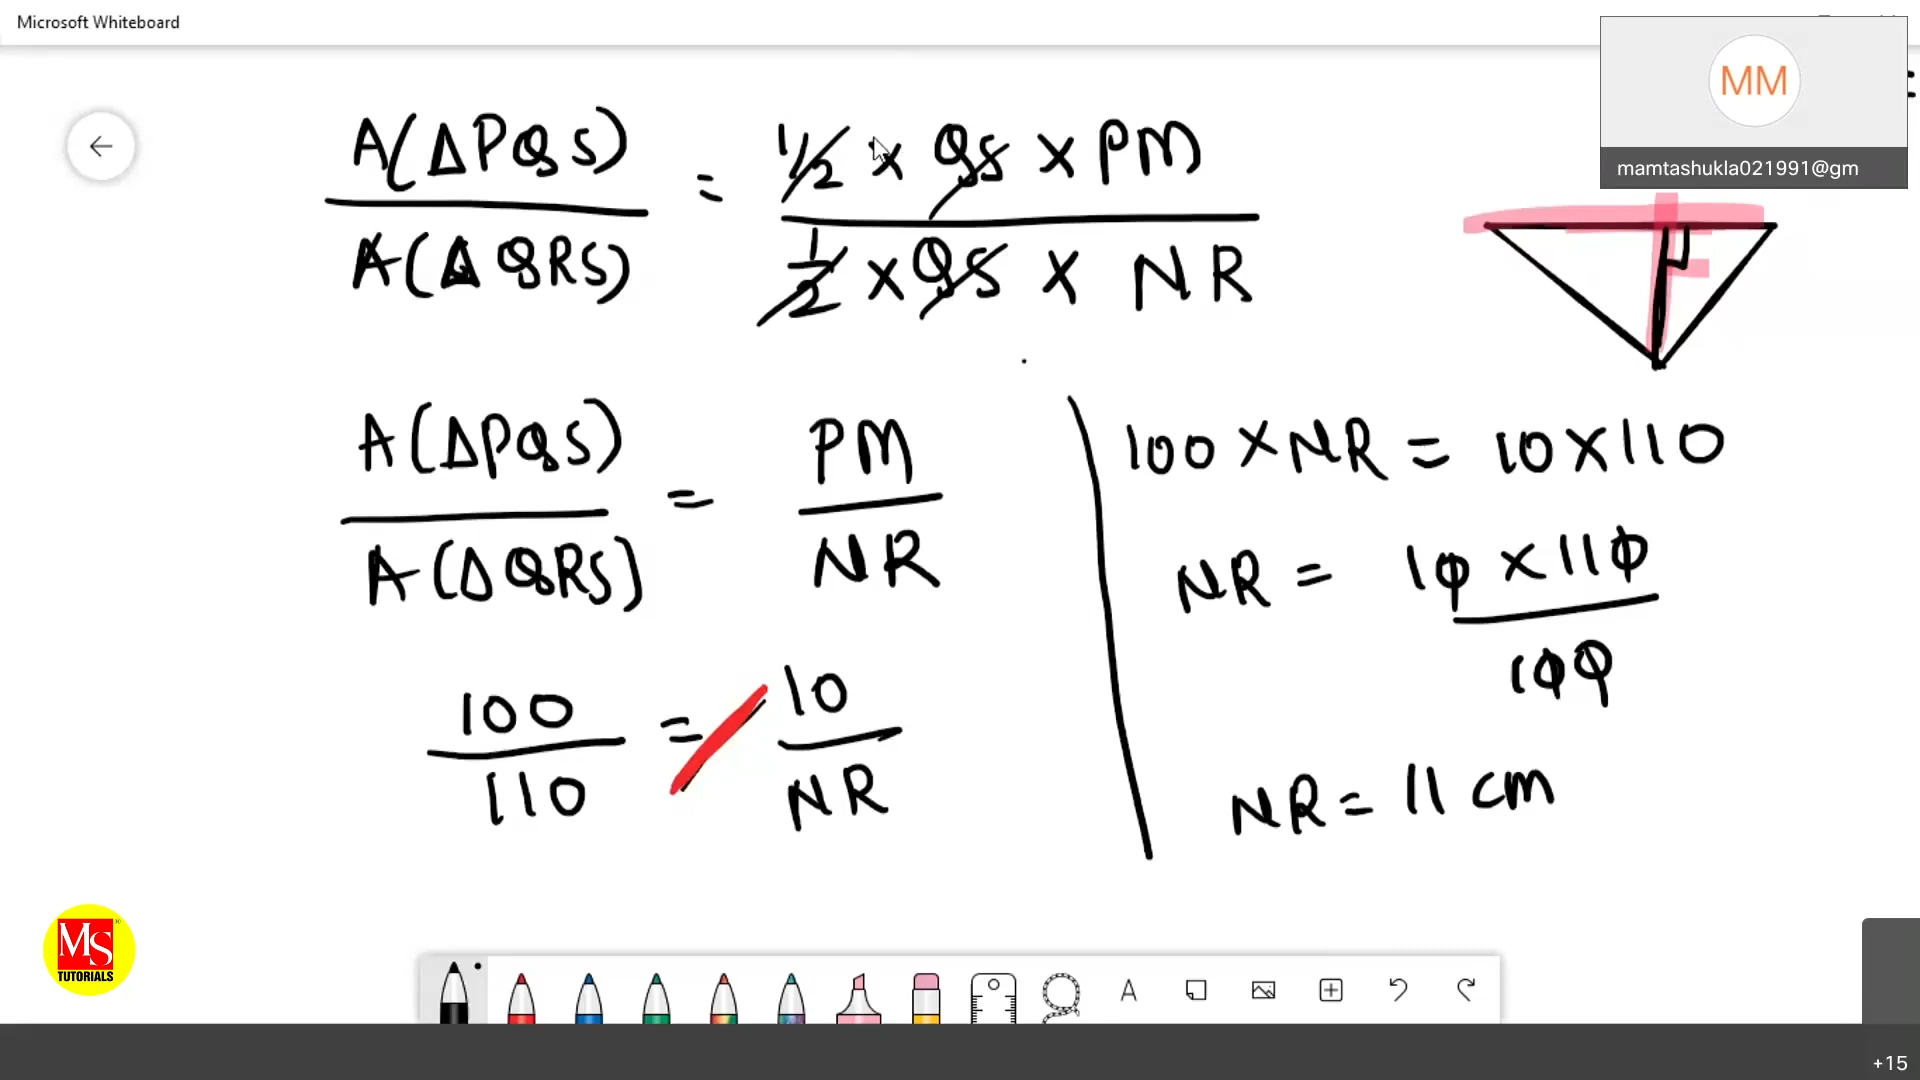 Microsoft Whiteboard
MM
mamtashukla021991@gm
A(ΔPQS) = 1/2 × QS × PM
A(ΔQRS) 1/2 × QS × NR
A(ΔPQS) = PM
A(ΔQRS) NR
100 = 10
110 NR
100 × NR = 10 × 110
NR = 10 × 110
100
NR = 11 cm
MS
TUTORIALS
A
+15